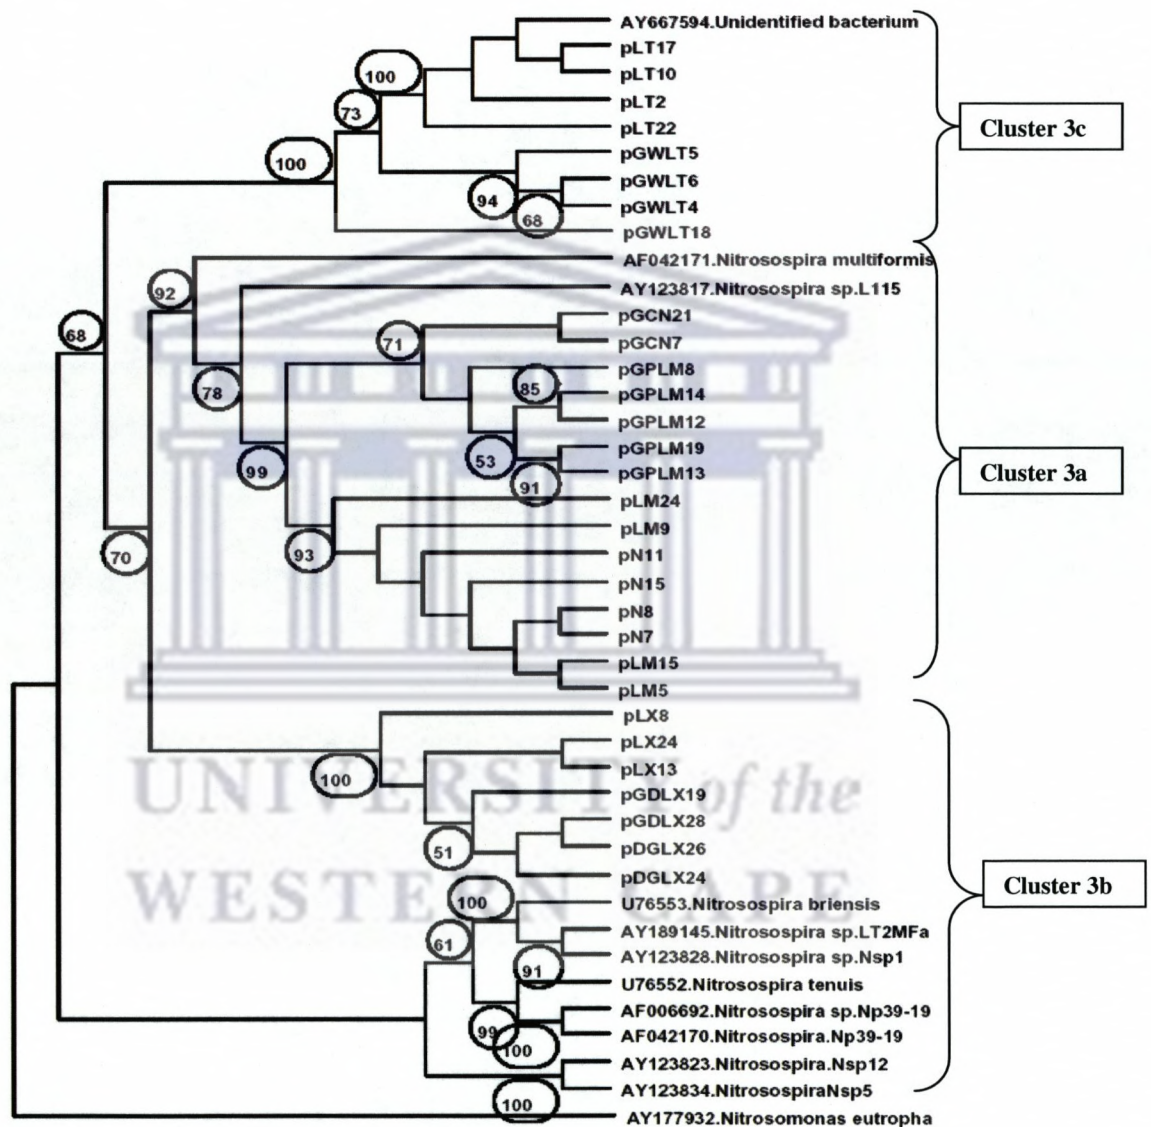 AY667594.Unidentified bacterium
pLT17
pLT10
100
pLT2
73
pLT22
Cluster 3c
pGWLT5
100
pGWLT6
94
pGWLT4
68
pGWLT18
AF042171.Nitrosospira multiformis
92
AY123817.Nitrosospira sp.L115
pGCN21
68
71
pGCN7
pGPLM8
78
85
pGPLM14
pGPLM12
pGPLM19
53
99
pGPLM13
91
Cluster 3a
pLM24
pLM9
70
93
pN11
pN15
pN8
pN7
pLM15
pLM5
pLX8
pLX24
100
pLX13
pGDLX19
UNIVERSITY of the
pGDLX28
51
pDGLX26
pDGLX24
WESTERN CAPE
Cluster 3b
100
U76553.Nitrosospira briensis
61
AY189145.Nitrosospira sp.LT2MFa
AY123828.Nitrosospira sp.Nsp1
91
U76552.Nitrosospira tenuis
AF006692.Nitrosospira sp.Np39-19
99
AF042170.Nitrosospira.Np39-19
100
AY123823.Nitrosospira.Nsp12
AY123834.NitrosospiraNsp5
100
AY177932.Nitrosomonas eutropha